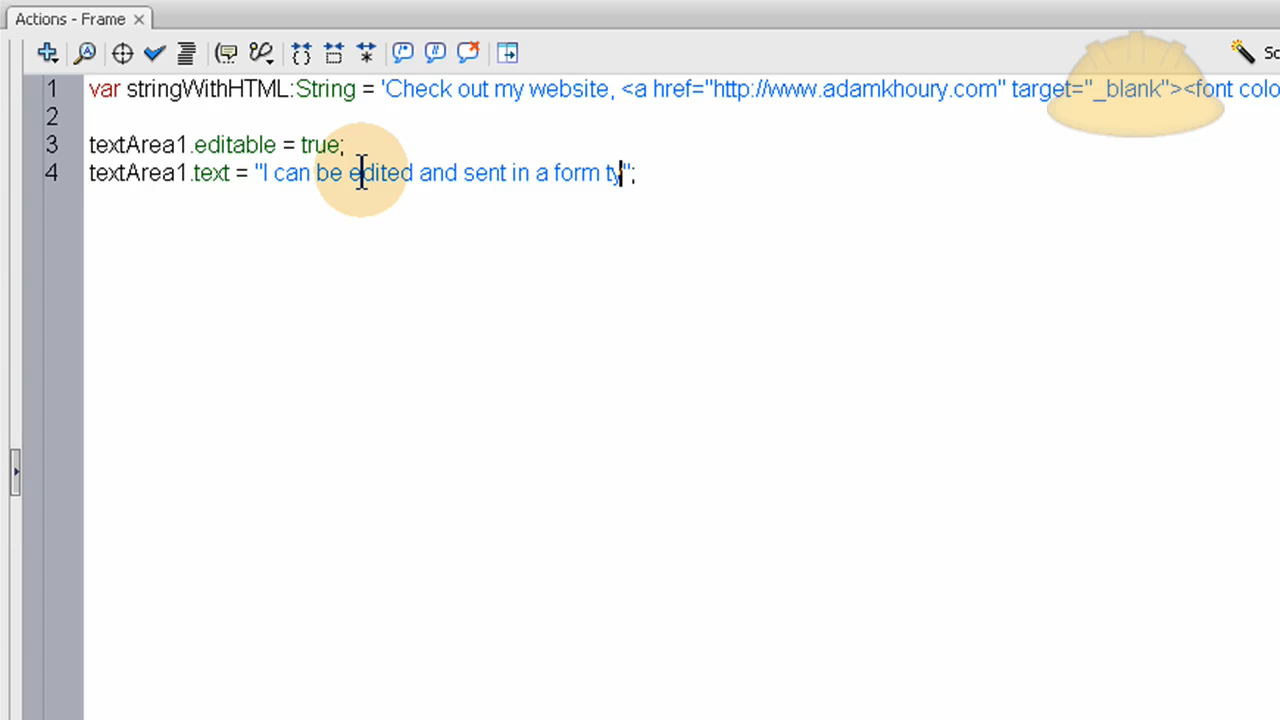 Actions - Frame ×
Sc
1 var stringWithHTML:String = 'Check out my website, <a href="http://www.adamkhoury.com" target="_blank"><font colo
2
3 textArea1.editable = true;
4 textArea1.text = "I can be edited and sent in a form ty";